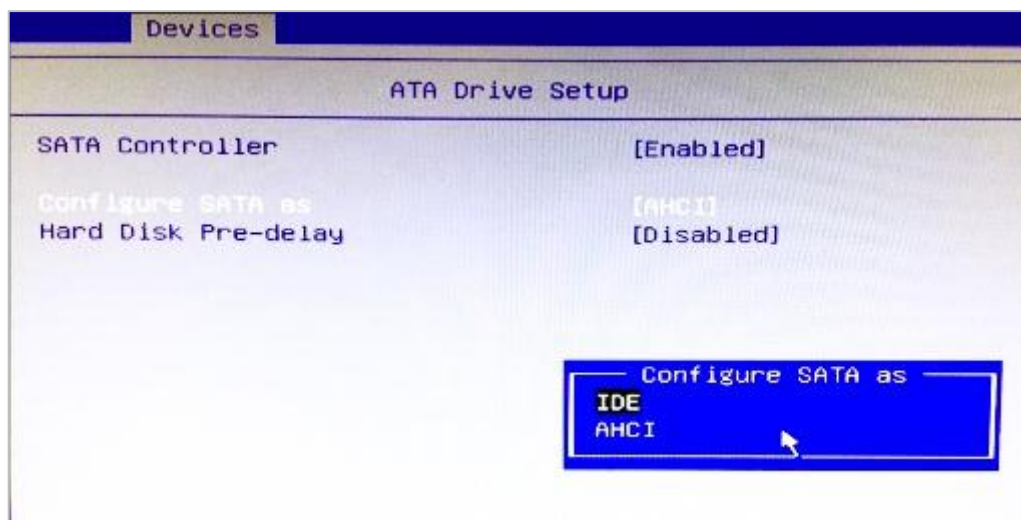 Devices
ATA Drive Setup
SATA Controller [Enabled]
Configure SATA as [AHCI]
Hard Disk Pre-delay [Disabled]
Configure SATA as
IDE
AHCI